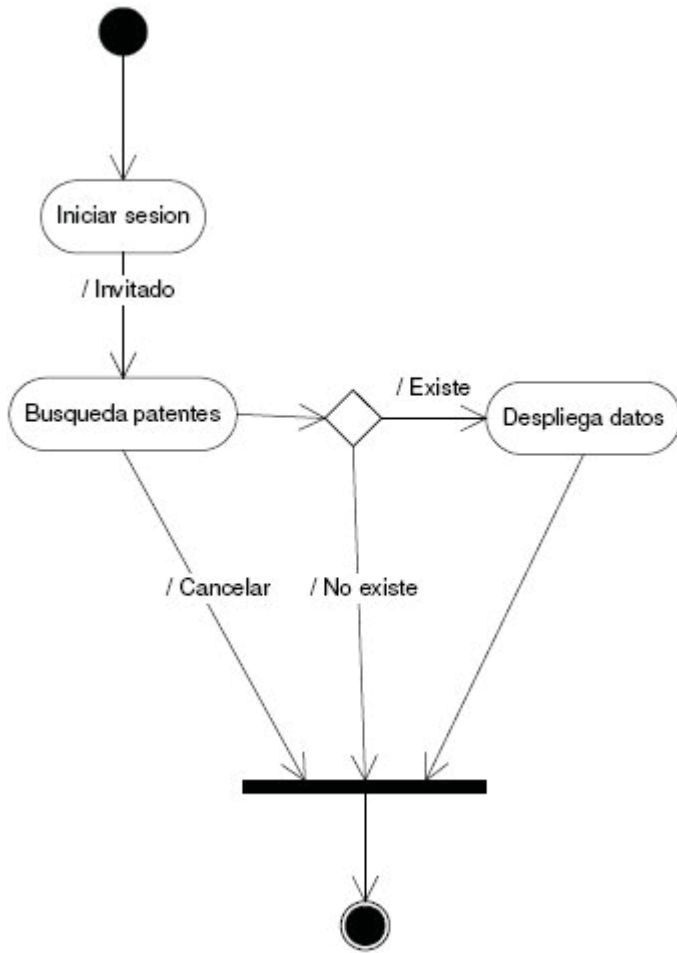 Iniciar sesion
/ Invitado
Busqueda patentes
/ Existe
Despliega datos
/ Cancelar
/ No existe